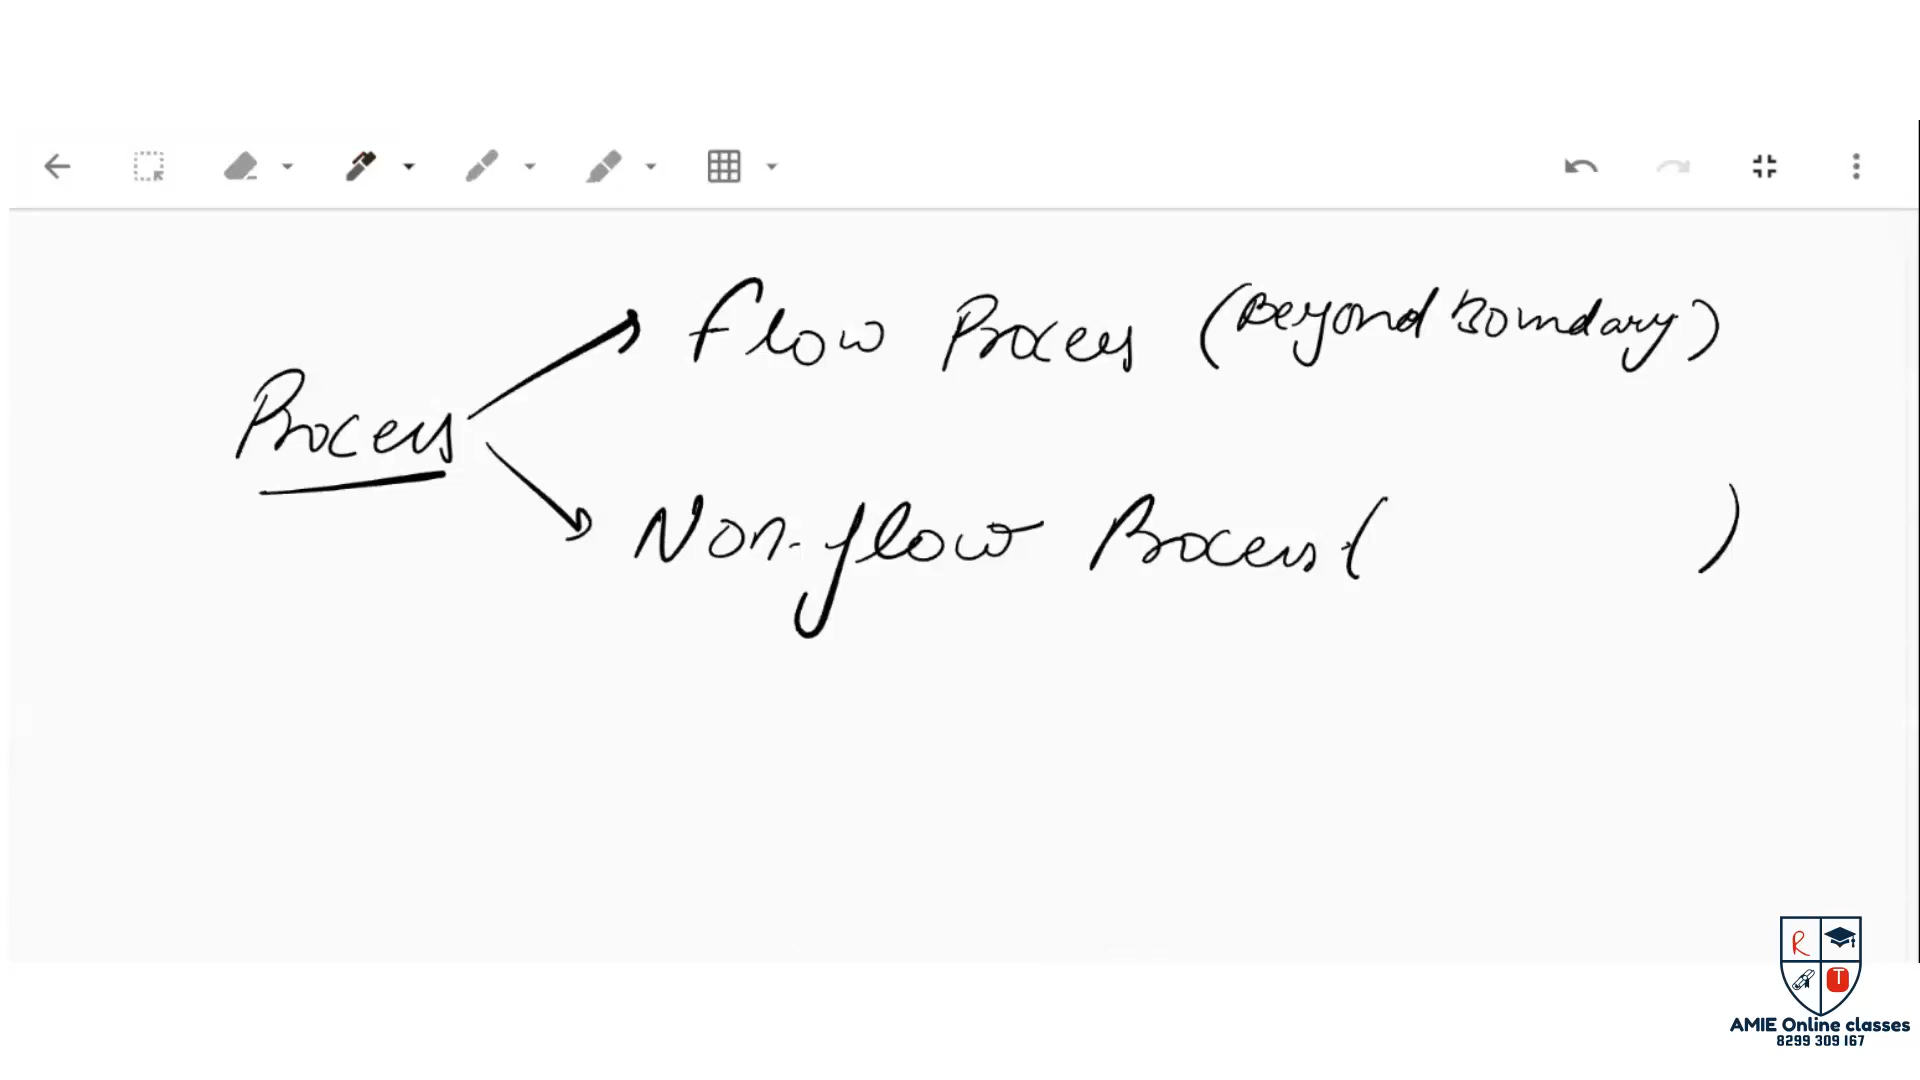 Flow Process (Beyond Boundary)
Process
Non-flow Process ( )
R
T
AMIE Online classes
8299 309 167